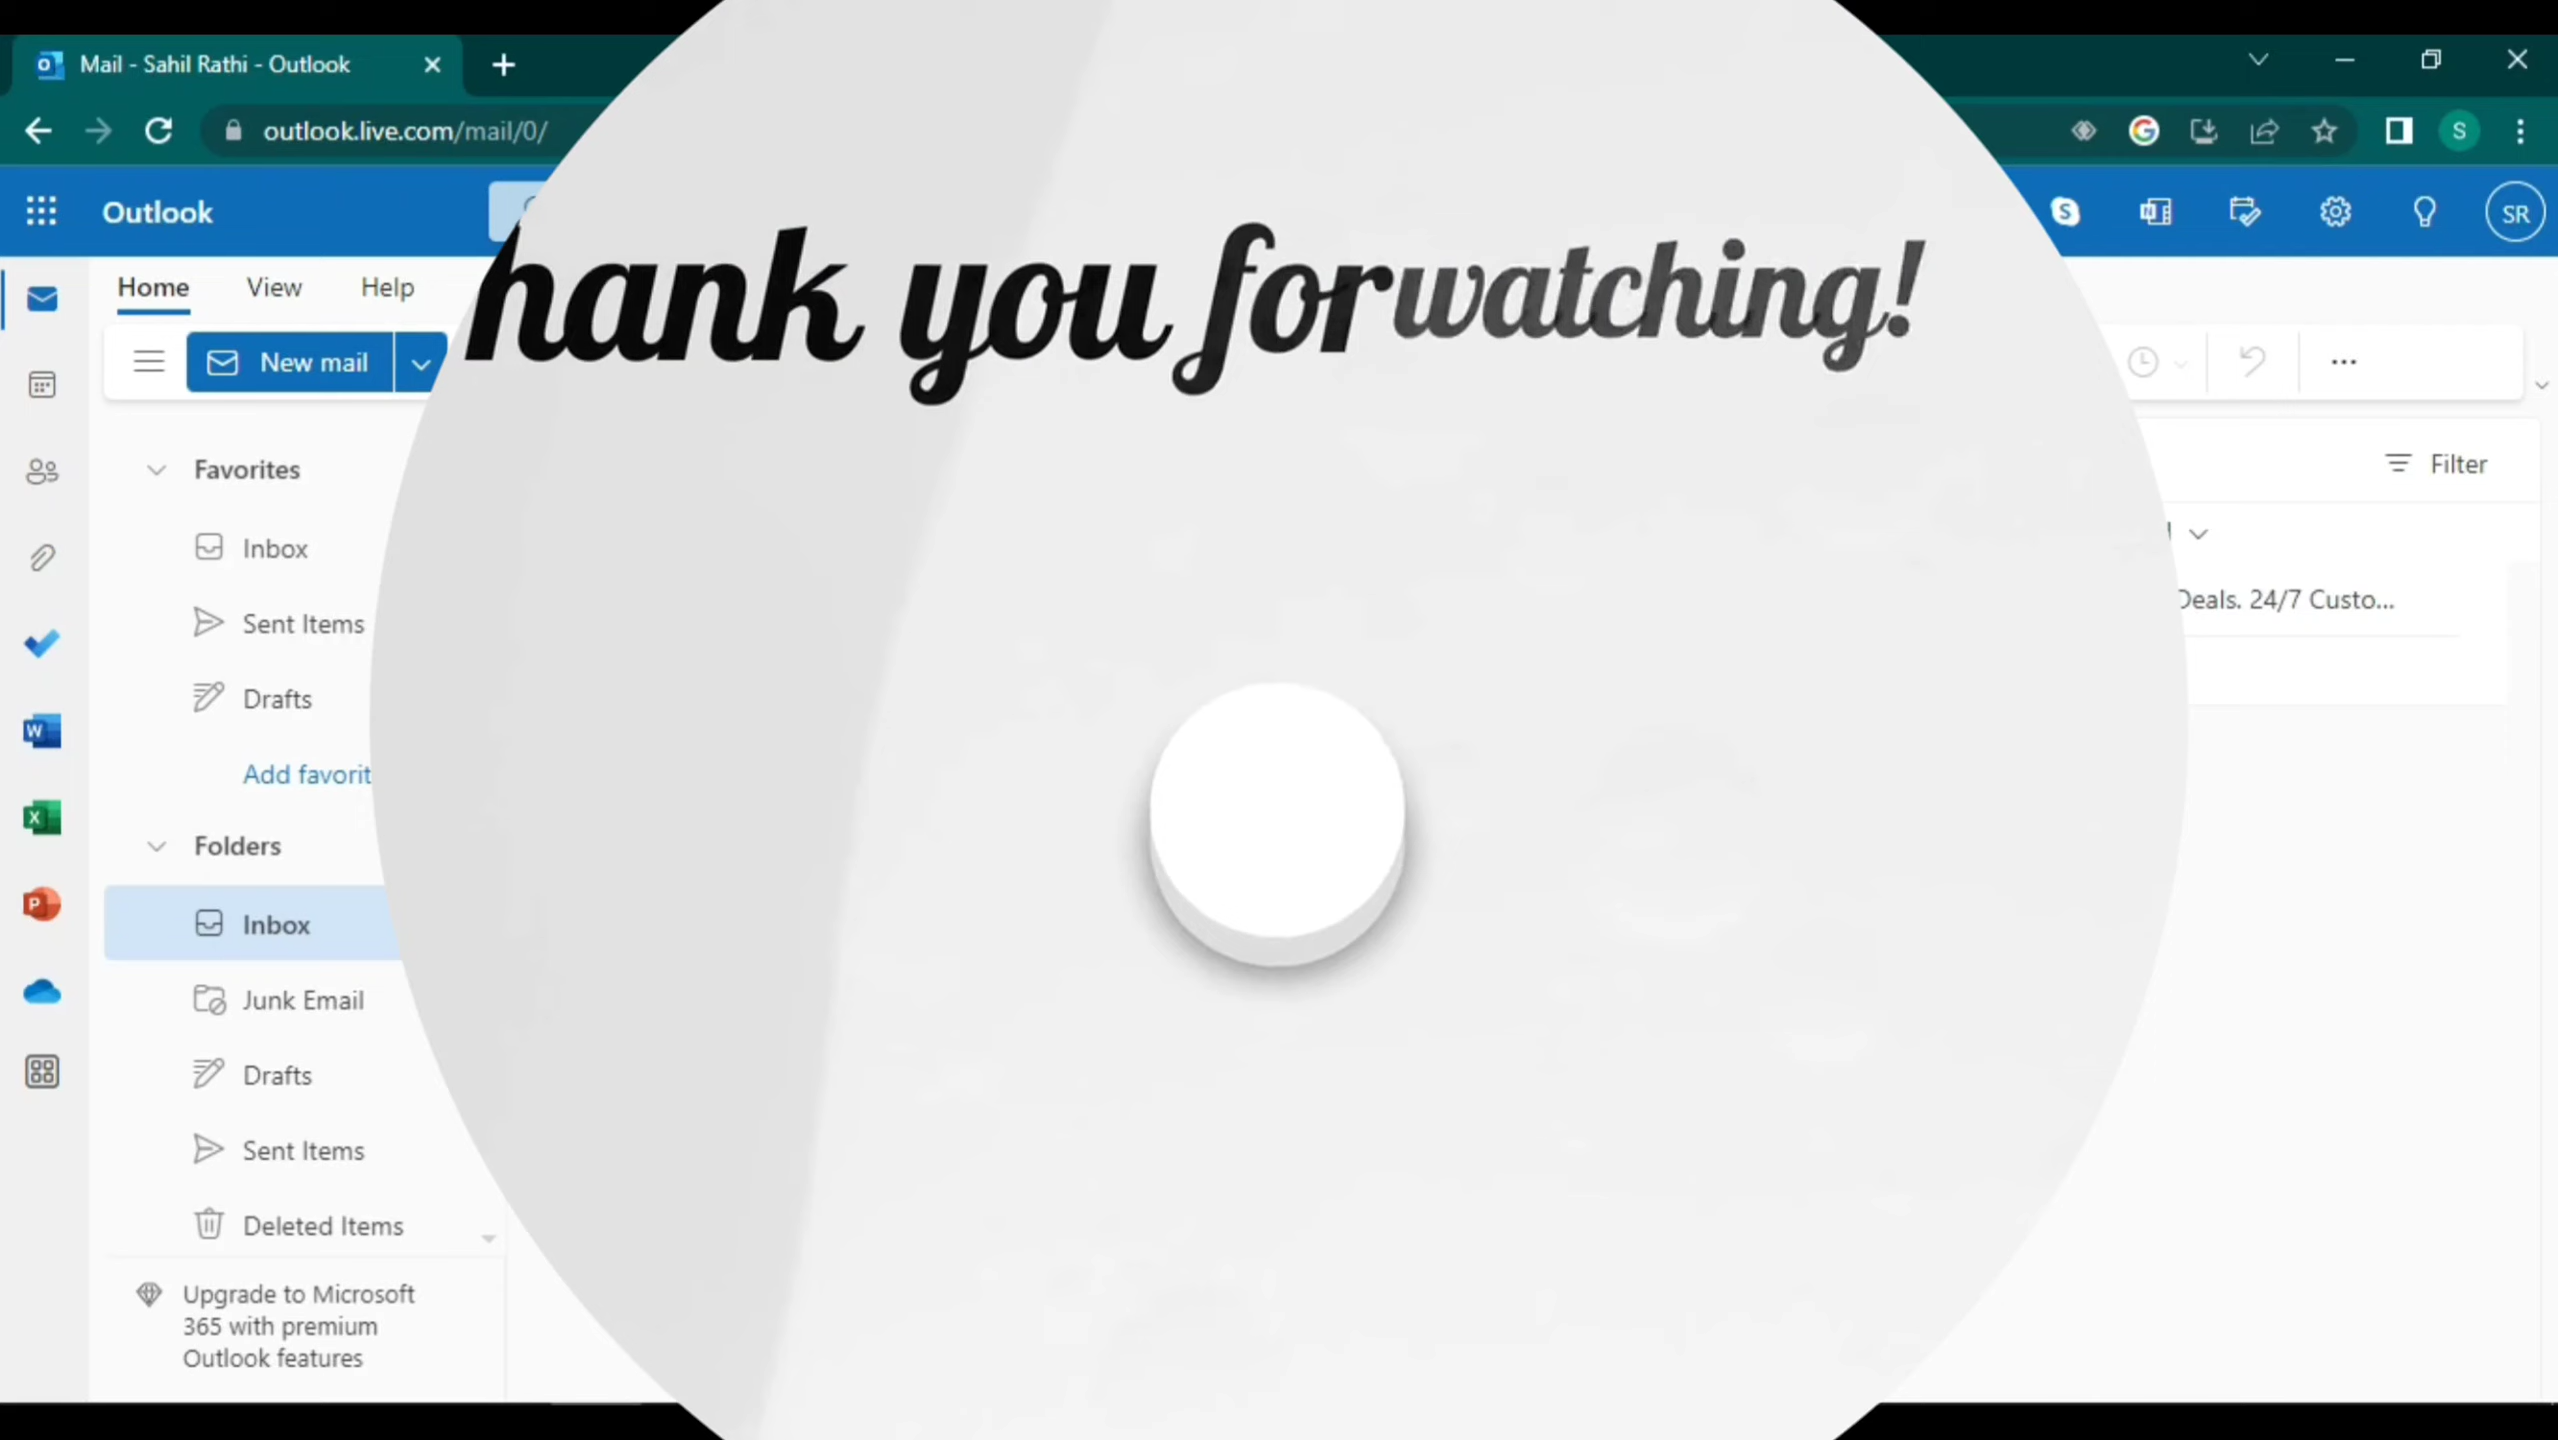 Mail - Sahil Rathi - Outlook
outlook.live.com/mail/0/
S
Outlook
SR
hank you for watching!
Home View Help
New mail
Favorites
Filter
Inbox
Deals. 24/7 Custo...
Sent Items
Drafts
Add favorit
Folders
Inbox
Junk Email
Drafts
Sent Items
Deleted Items
Upgrade to Microsoft
365 with premium
Outlook features